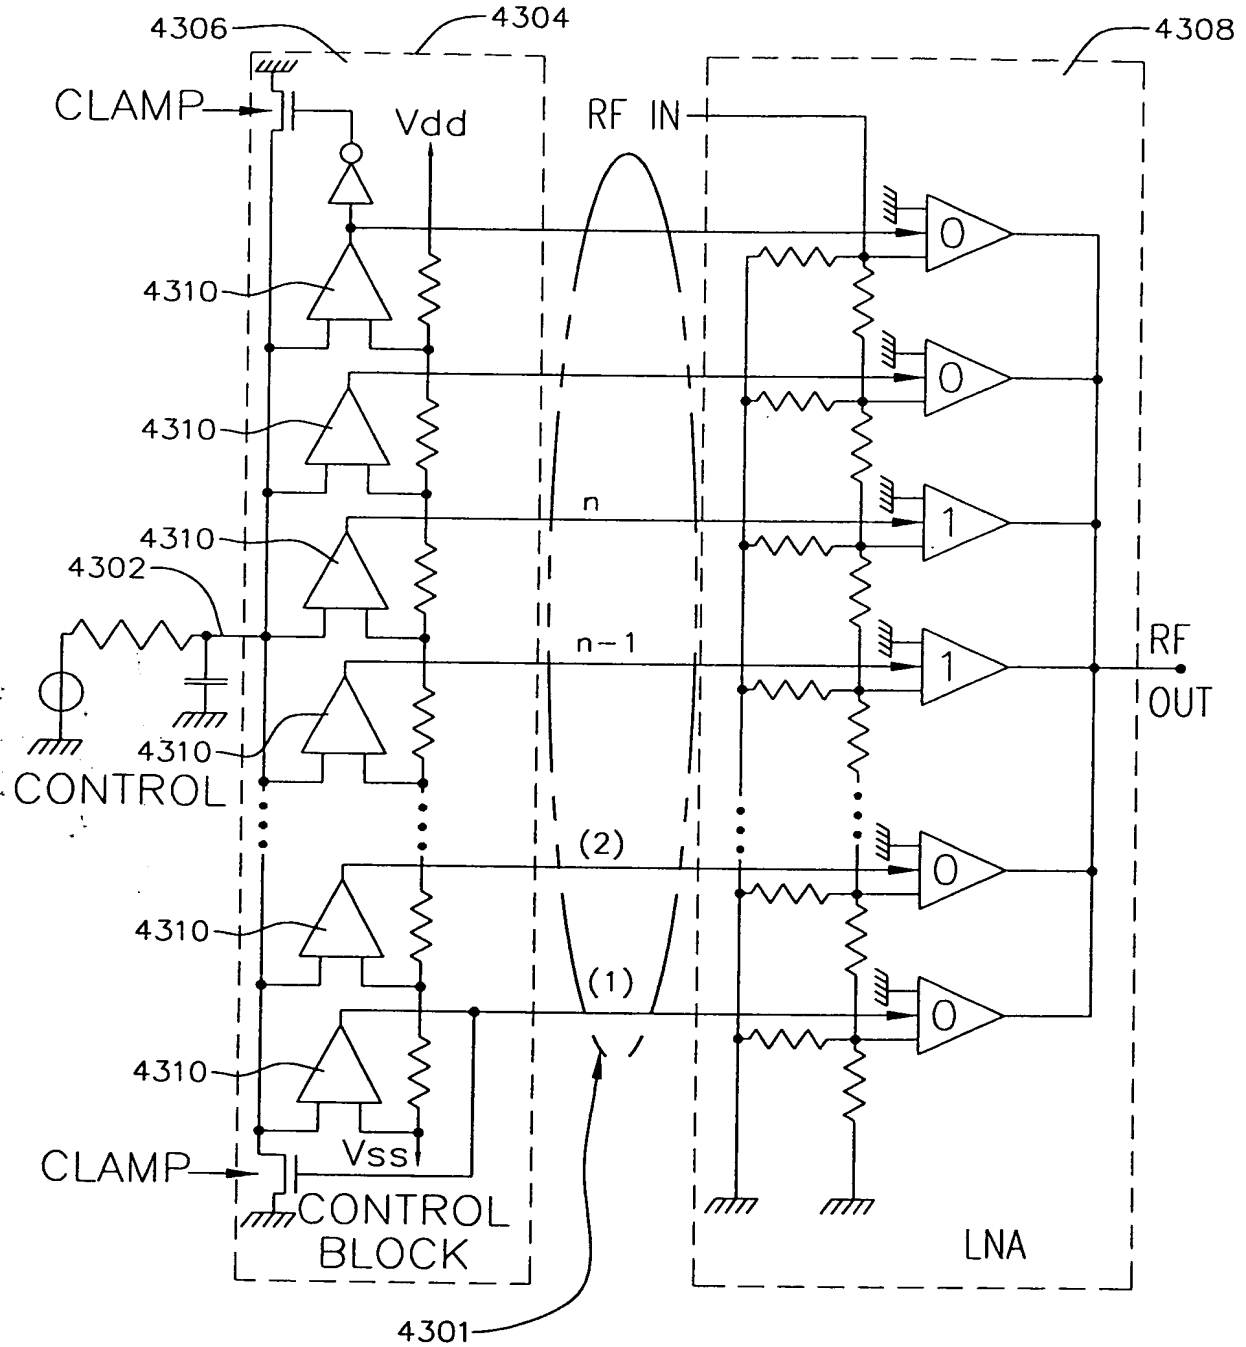 4306
4304
4308
CLAMP
Vdd
RF IN
0
4310
0
4310
n
1
4310
4302
n-1
1
RF
OUT
4310
CONTROL
(2)
0
4310
(1)
0
4310
Vss
CLAMP
CONTROL
BLOCK
LNA
4301